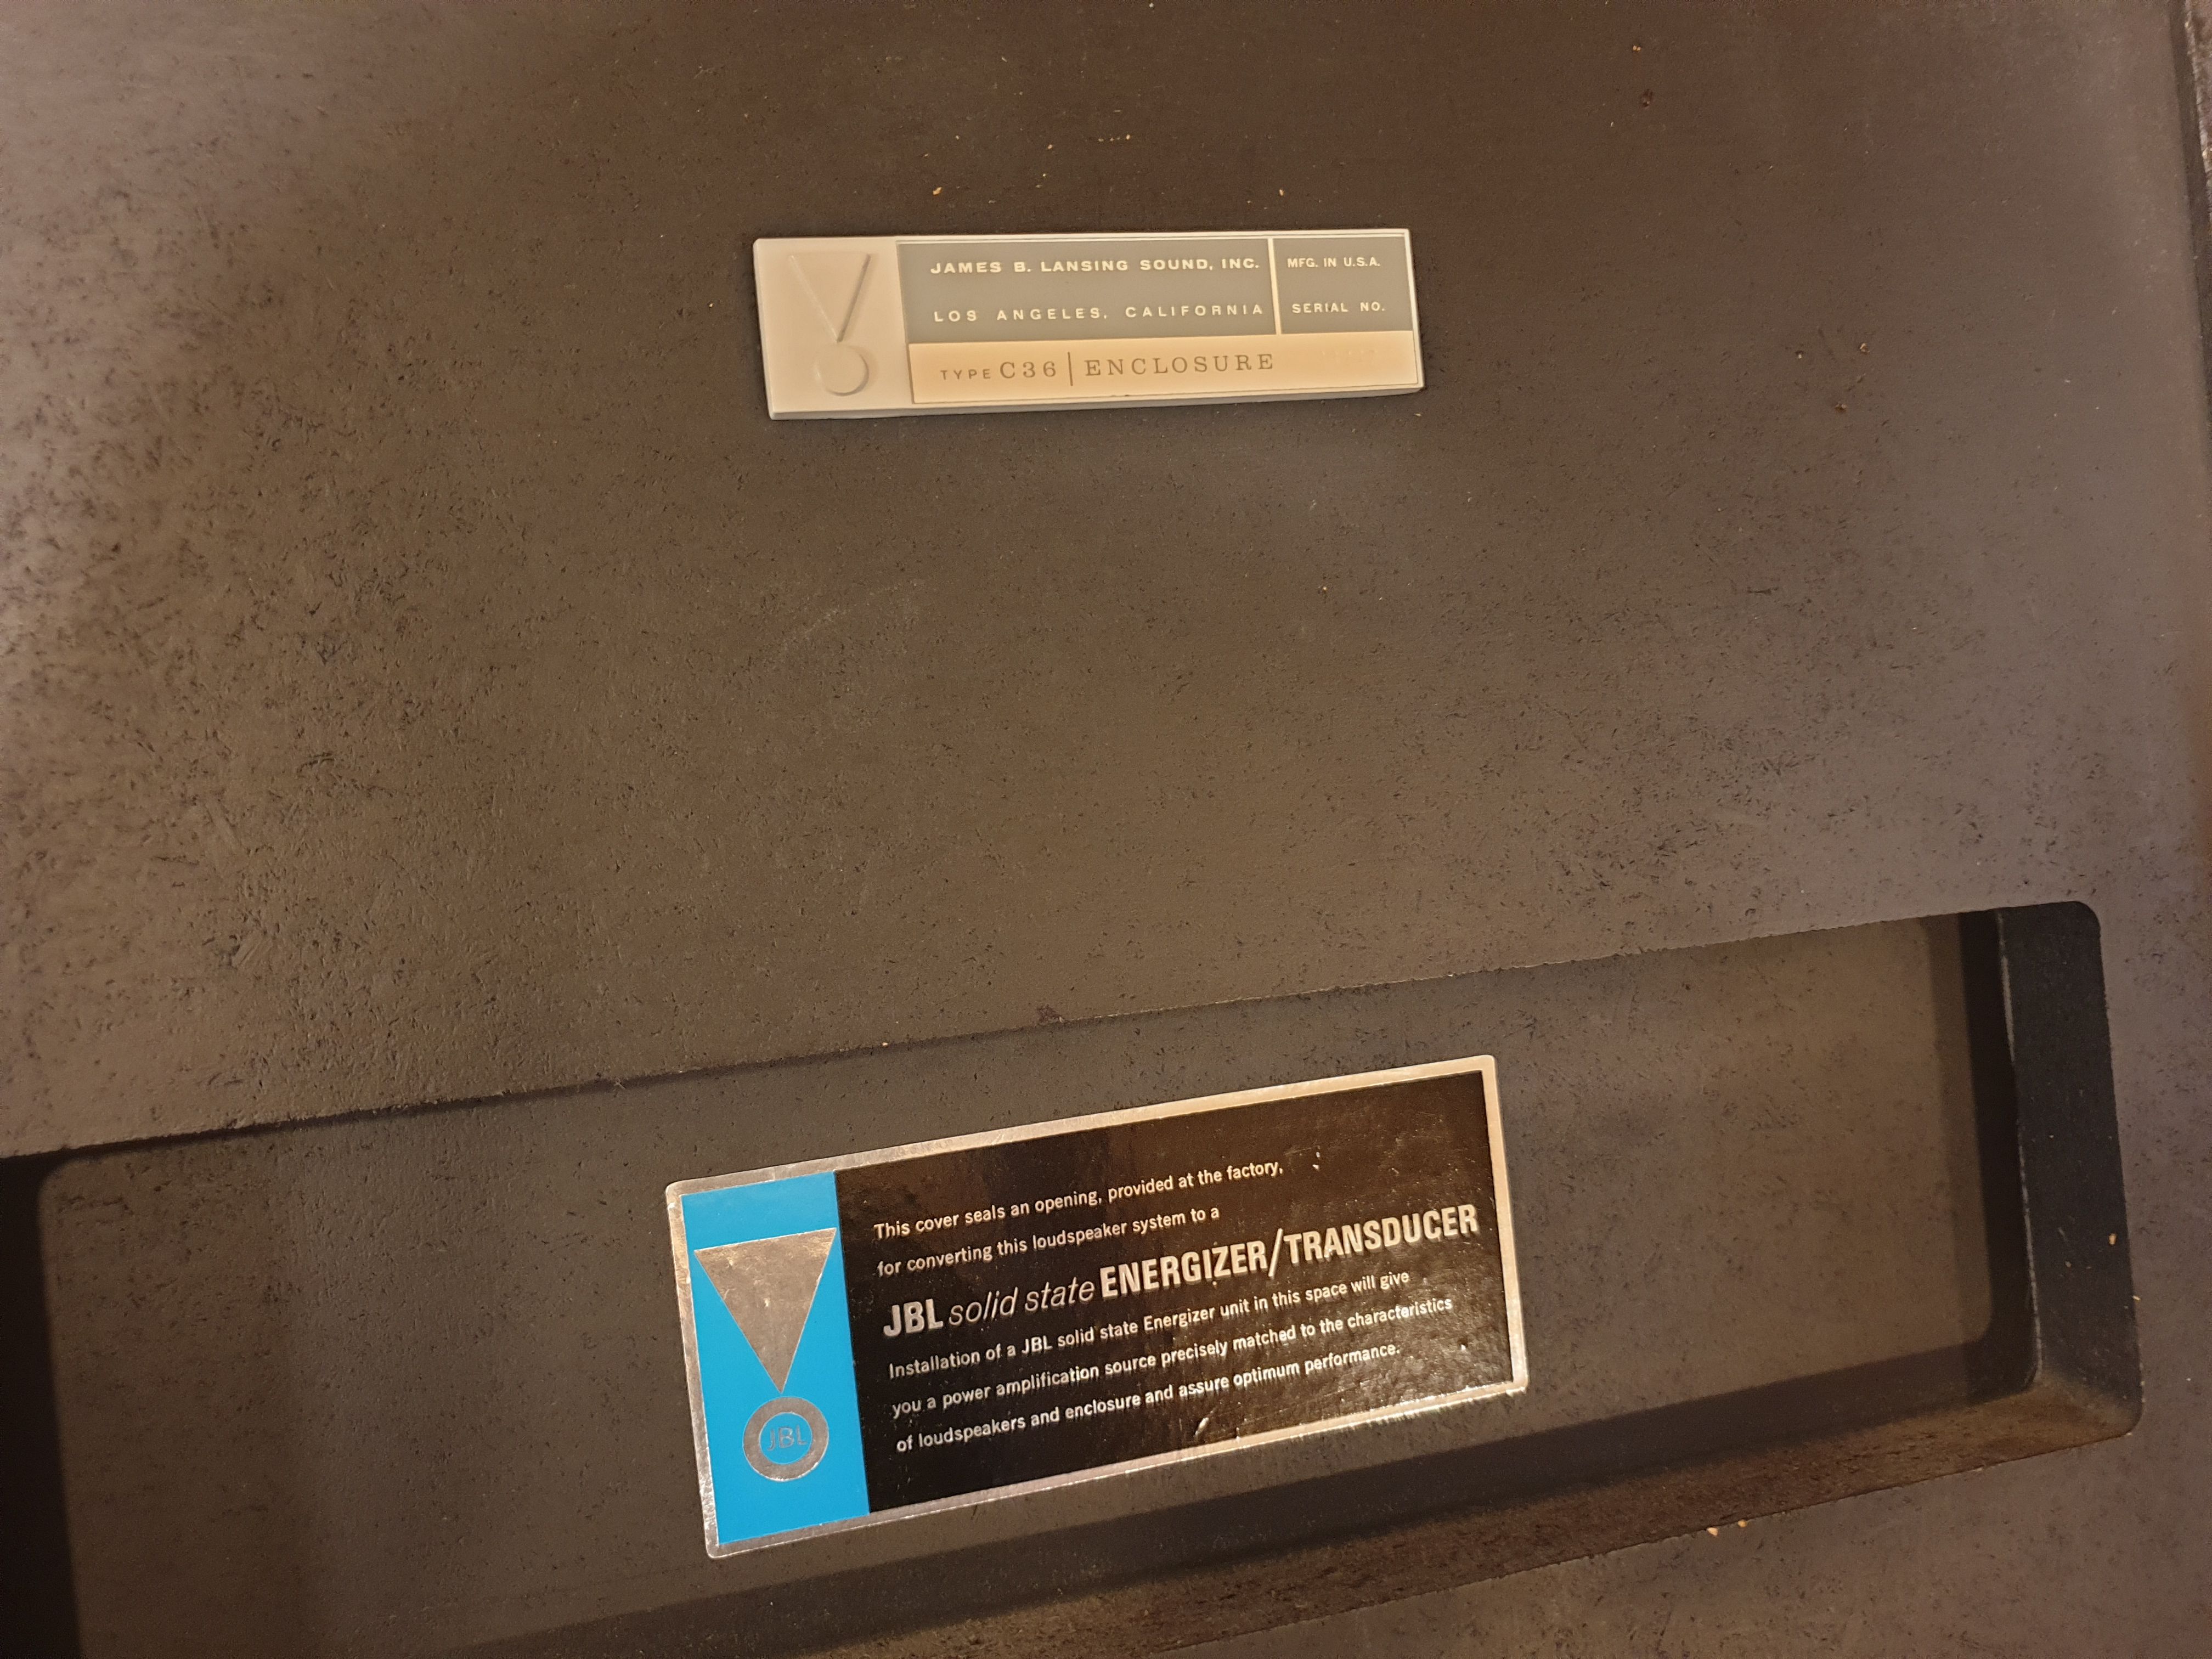 JAMES B. LANSING SOUND, INC.
LOS ANGELES, CALIFORNIA
MFG. IN U.S.A.
SERIAL NO.
TYPE C36 | ENCLOSURE
This cover seals an opening, provided at the factory,
for converting this loudspeaker system to a
JBL solid state ENERGIZER/TRANSDUCER
Installation of a JBL solid state Energizer unit in this space will give
you a power amplification source precisely matched to the characteristics
of loudspeakers and enclosure and assure optimum performance.
JBL